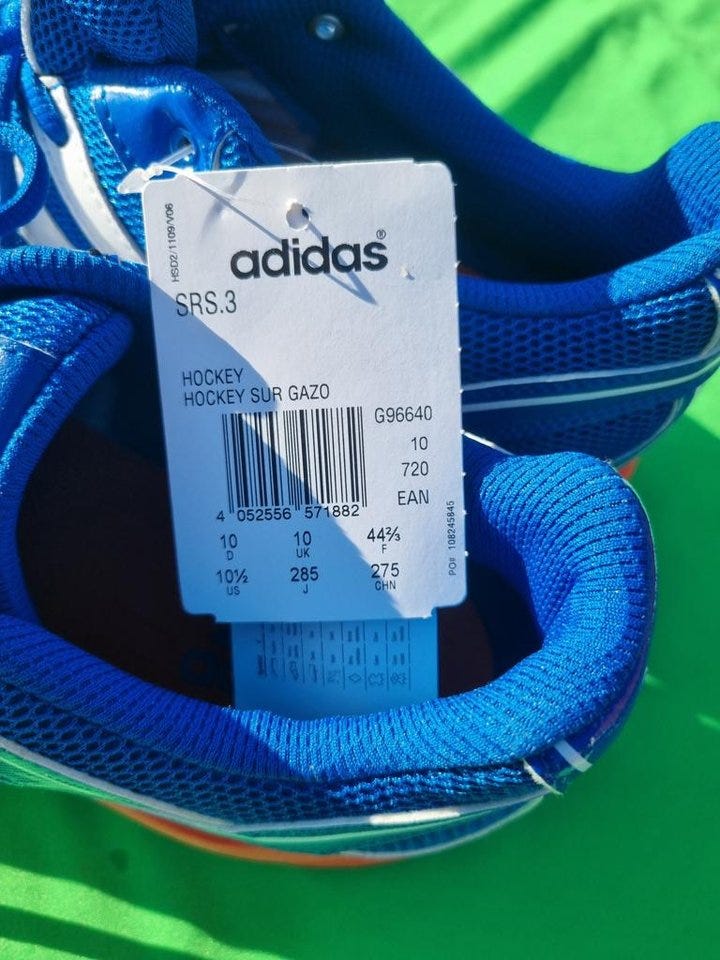 HSD2/1109/V06
adidas®
SRS.3
HOCKEY
HOCKEY SUR GAZO
G96640
10
720
EAN
4 052556 571882
10 10 44⅔
D UK F
10½ 285 275
US J CHN
PO# 108245845